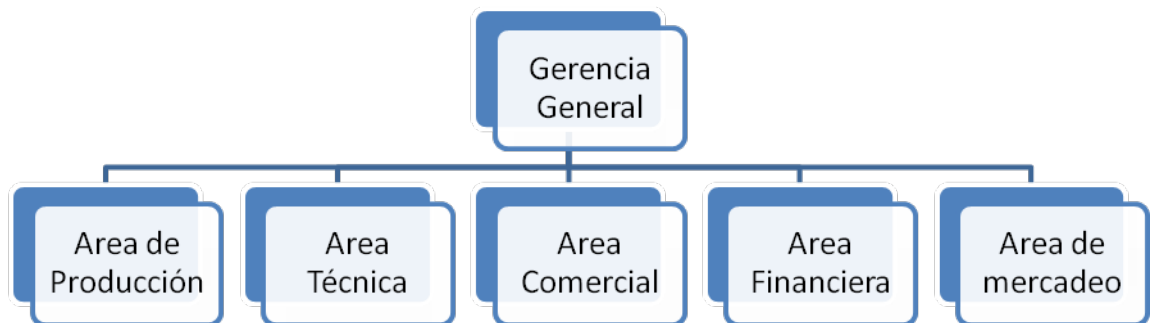 Gerencia
General
Area de
Producción
Area
Técnica
Area
Comercial
Area
Financiera
Area de
mercadeo